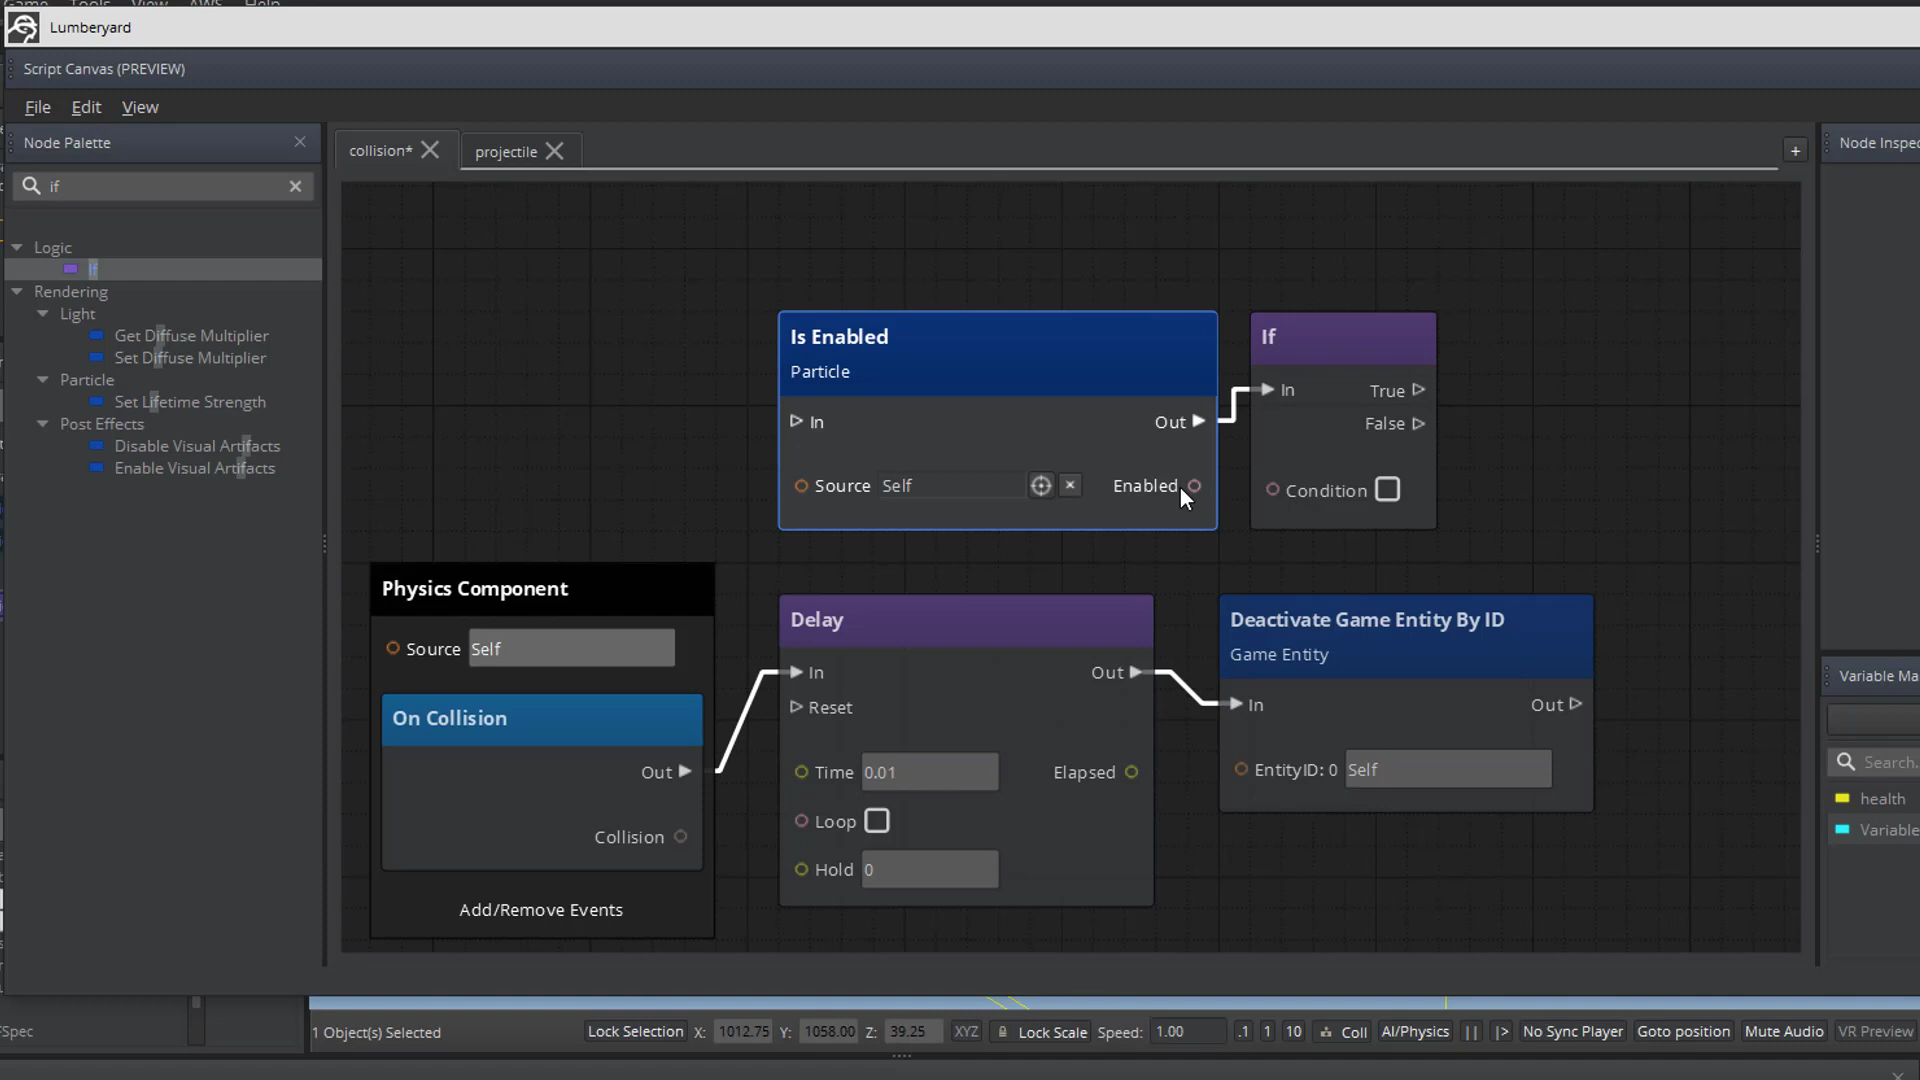 Game Tools View AWS Help
Lumberyard
Script Canvas (PREVIEW)
File Edit View
Node Palette
collision*
projectile
+
Node Inspec
if
Logic
If
Rendering
Light
Get Diffuse Multiplier
Set Diffuse Multiplier
Particle
Set Lifetime Strength
Post Effects
Disable Visual Artifacts
Enable Visual Artifacts
Is Enabled
Particle
In
Out
Source Self
Enabled
If
In
True
False
Condition
Physics Component
Source Self
On Collision
Out
Collision
Add/Remove Events
Delay
In
Out
Reset
Time 0.01
Elapsed
Loop
Hold 0
Deactivate Game Entity By ID
Game Entity
In
Out
EntityID: 0 Self
Variable Ma
Search.
health
Variable
Spec
1 Object(s) Selected
Lock Selection X: 1012.75 Y: 1058.00 Z: 39.25 XYZ Lock Scale Speed: 1.00 .1 1 10 Coll AI/Physics || |> No Sync Player Goto position Mute Audio VR Preview